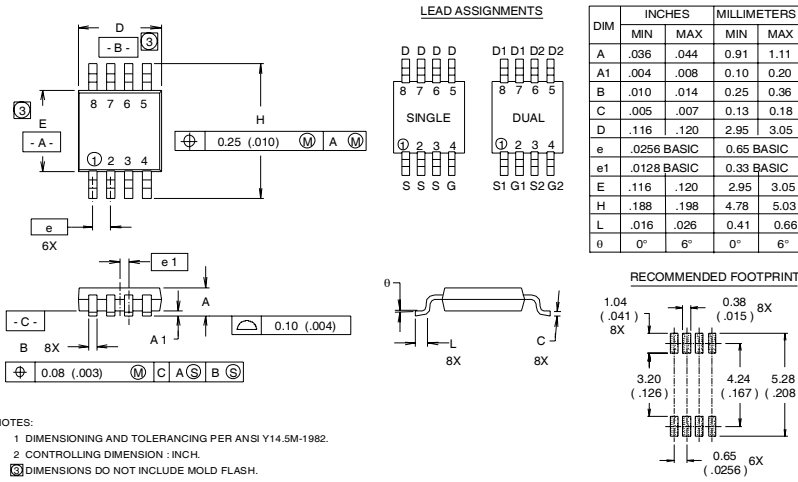 LEAD ASSIGNMENTS
D
- B -
3
8 7 6 5
3
E
- A -
H
0.25 (.010) M A M
1 2 3 4
e
6X
D D D D
8 7 6 5
SINGLE
1 2 3 4
S S S G
D1 D1 D2 D2
8 7 6 5
DUAL
1 2 3 4
S1 G1 S2 G2
DIM INCHES MILLIMETERS
MIN MAX MIN MAX
A .036 .044 0.91 1.11
A1 .004 .008 0.10 0.20
B .010 .014 0.25 0.36
C .005 .007 0.13 0.18
D .116 .120 2.95 3.05
e .0256 BASIC 0.65 BASIC
e1 .0128 BASIC 0.33 BASIC
E .116 .120 2.95 3.05
H .188 .198 4.78 5.03
L .016 .026 0.41 0.66
θ 0° 6° 0° 6°
e 1
A
- C -
B 8X
A 1
0.10 (.004)
0.08 (.003) M C A S B S
θ
L
8X
C
8X
RECOMMENDED FOOTPRINT
1.04
( .041 )
8X
0.38
( .015 )
8X
3.20
( .126 )
4.24
( .167 )
5.28
( .208
0.65
( .0256 )
6X
NOTES:
1 DIMENSIONING AND TOLERANCING PER ANSI Y14.5M-1982.
2 CONTROLLING DIMENSION : INCH.
3 DIMENSIONS DO NOT INCLUDE MOLD FLASH.